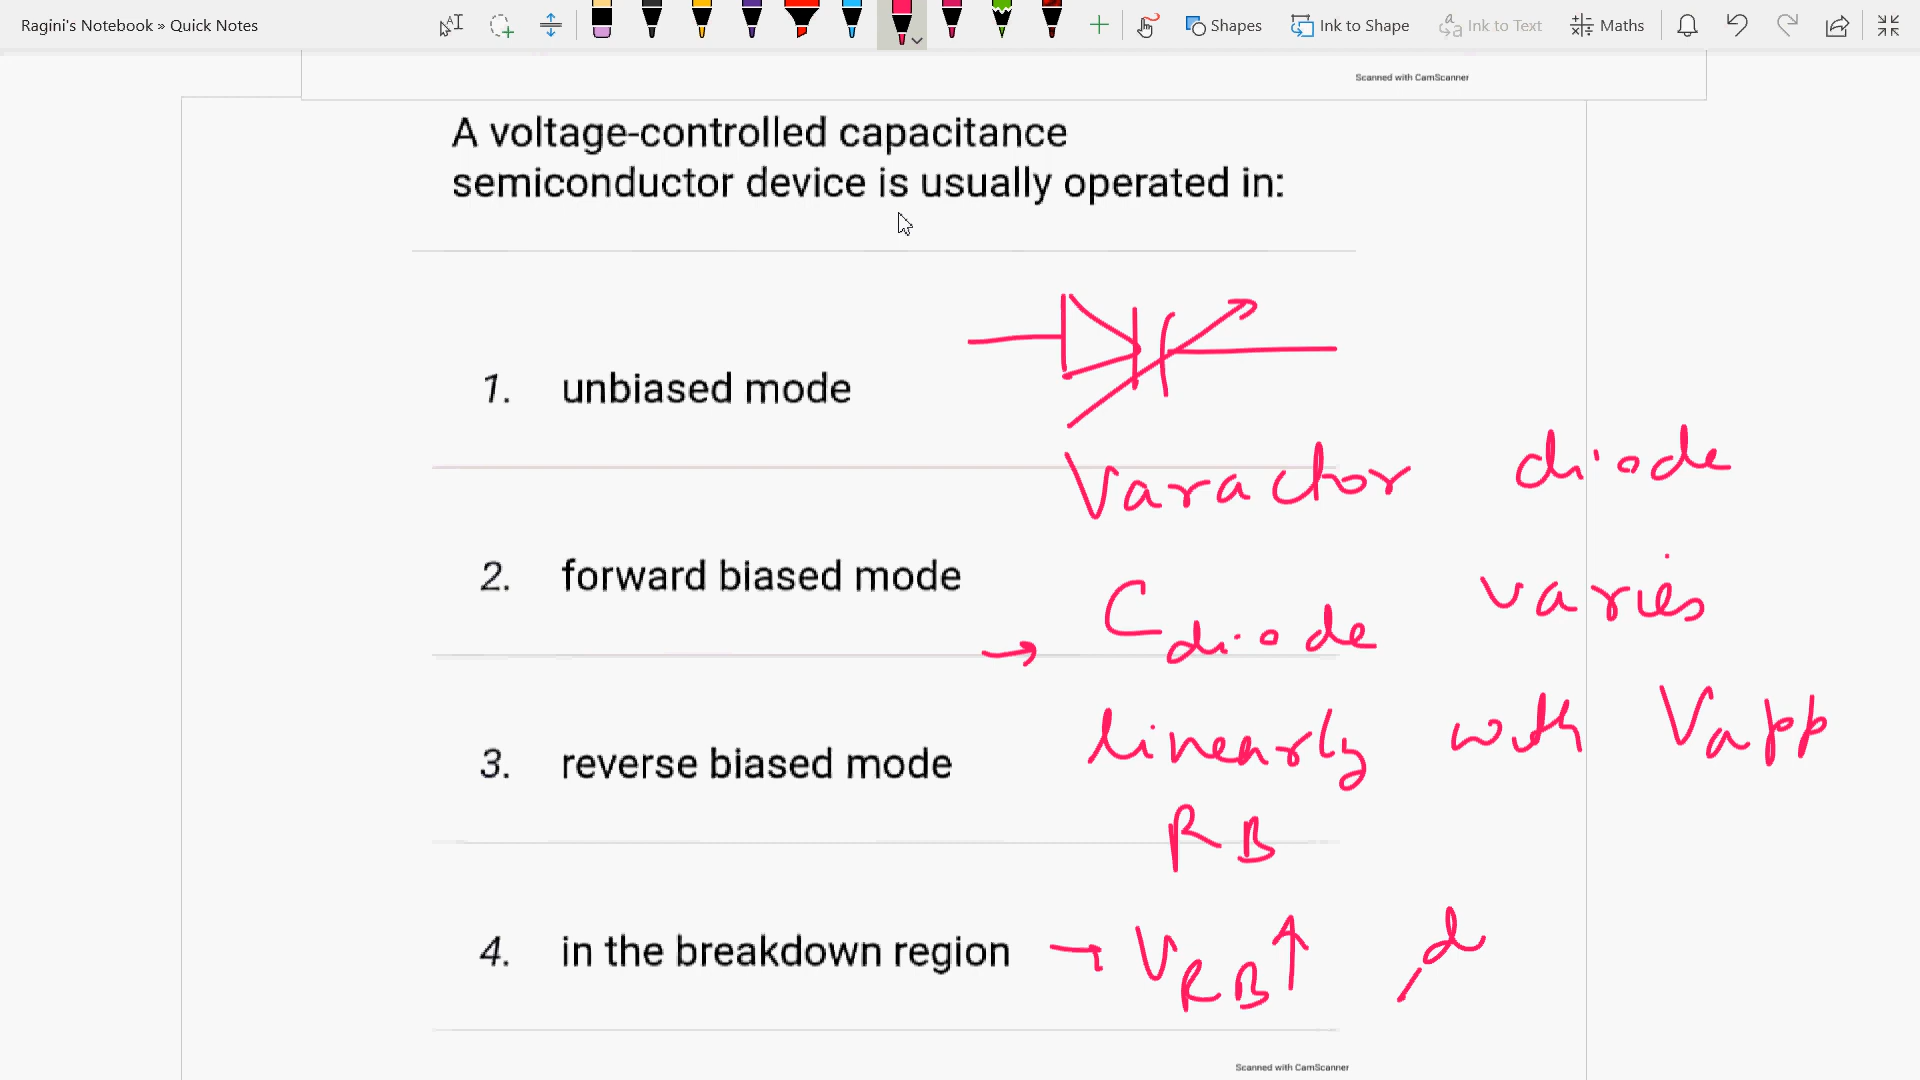 Ragini's Notebook » Quick Notes
Shapes
Ink to Shape
Ink to Text
Maths
Scanned with CamScanner
A voltage-controlled capacitance
semiconductor device is usually operated in:
1. unbiased mode
Varactor diode
2. forward biased mode
→ Cdiode varies
3. reverse biased mode
linearly with Vapp
RB
4. in the breakdown region
→ VRB↑, d
Scanned with CamScanner